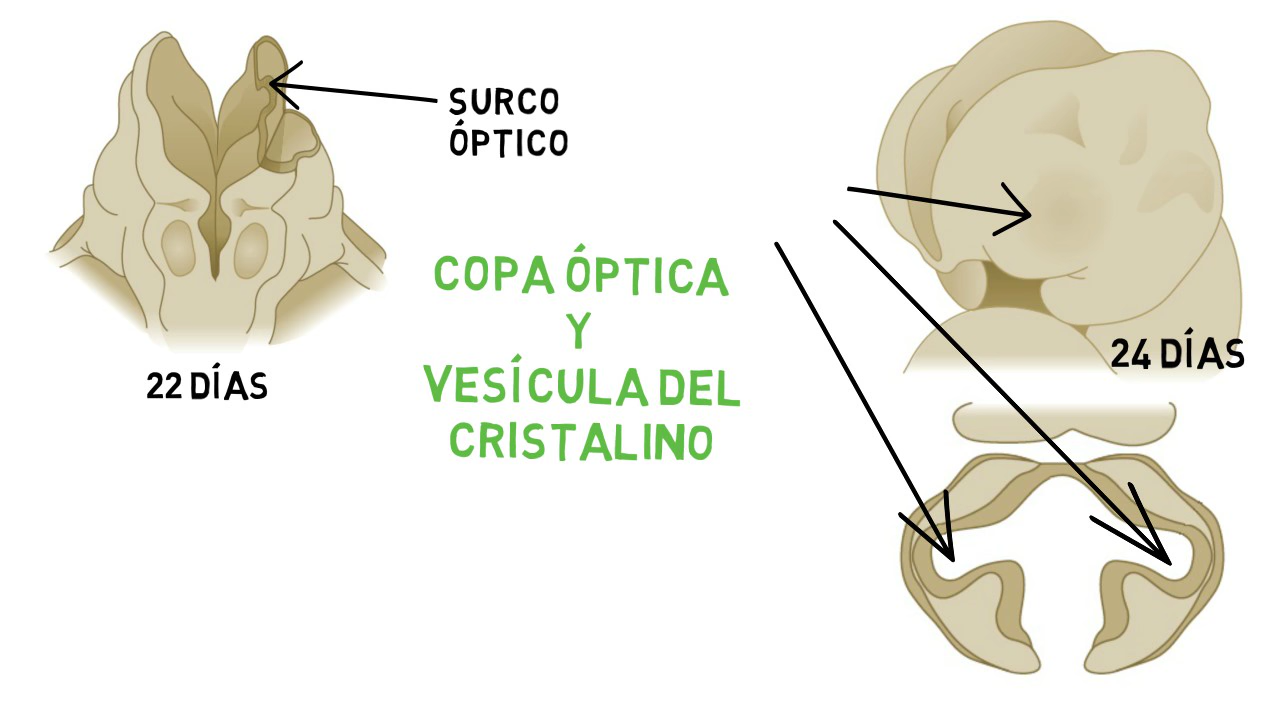 SURCO
ÓPTICO
COPA ÓPTICA
Y
VESÍCULA DEL
CRISTALINO
22 DÍAS
24 DÍAS